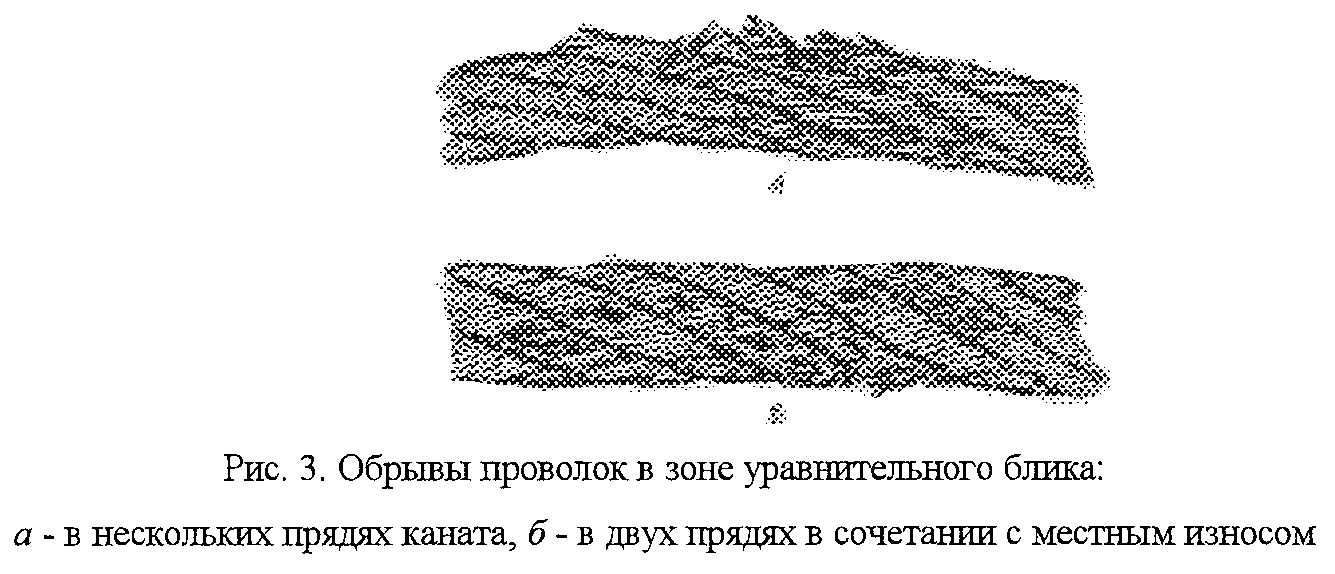 Рис. 3. Обрывы проволок в зоне уравнительного блика:
а - в нескольких прядях каната, б - в двух прядях в сочетании с местным износом